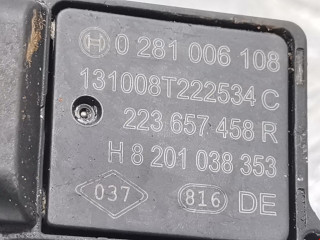 0 281 006 108
131008T222534 C
223 657 458 R
H 8 201 038 353
037 816 DE